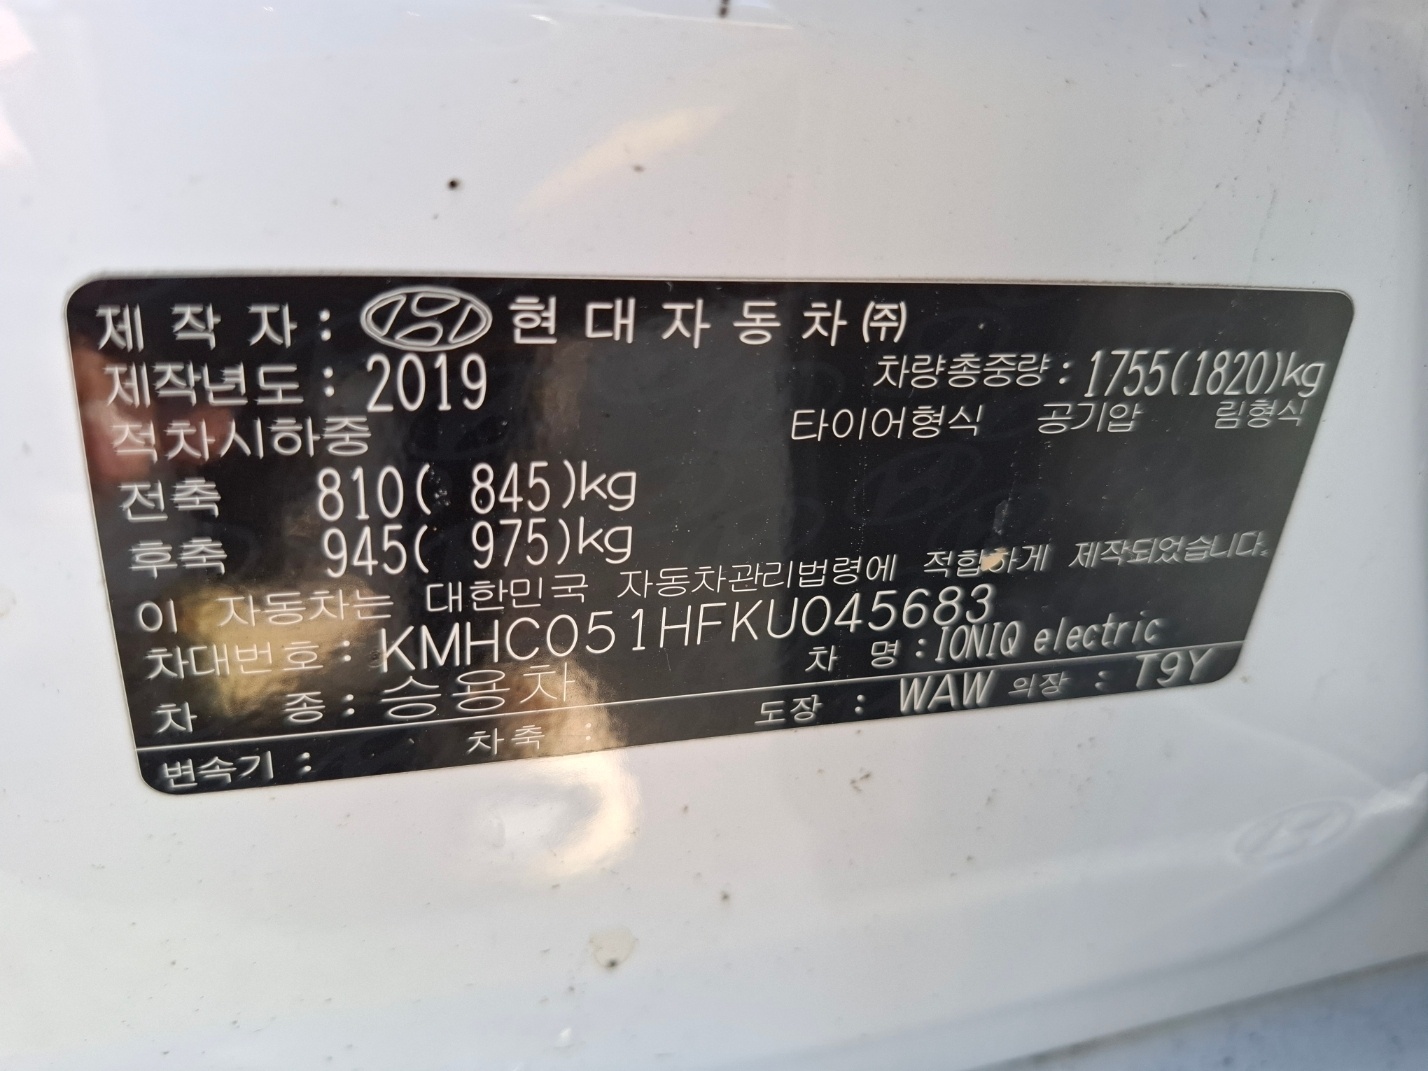 제 작 자 : 현 대 자 동 차 ㈜
제작년도 : 2019
차량총중량 : 1755(1820)kg
적차시하중
타이어형식 공기압 림형식
전축 810( 845)kg
후축 945( 975)kg
이 자동차는 대한민국 자동차관리법령에 적합하게 제작되었습니다.
차대번호 : KMHC051HFKU045683
차 명 : IONIQ electric
차 종 : 승용차
변속기 : 차축 : 도장 : WAW 의장 : T9Y